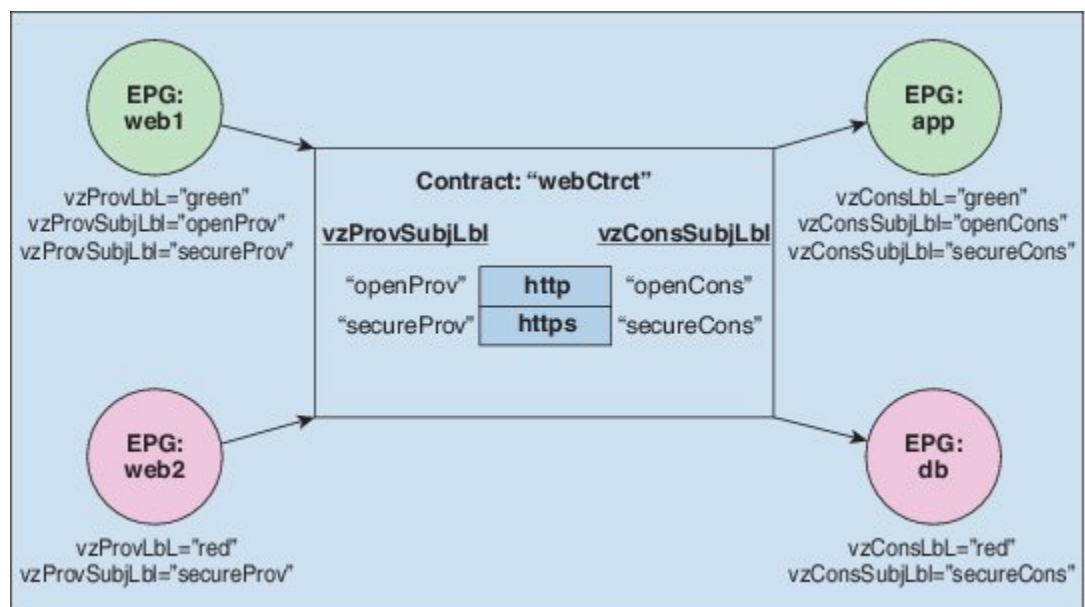 EPG:
web1
vzProvLbL="green"
vzProvSubjLbl="openProv"
vzProvSubjLbl="secureProv"
EPG:
app
vzConsLbL="green"
vzConsSubjLbl="openCons"
vzConsSubjLbl="secureCons"
Contract: “webCtrct”
vzProvSubjLbl vzConsSubjLbl
“openProv” http “openCons”
“secureProv” https “secureCons”
EPG:
web2
vzProvLbL="red"
vzProvSubjLbl="secureProv"
EPG:
db
vzConsLbL="red"
vzConsSubjLbl="secureCons"